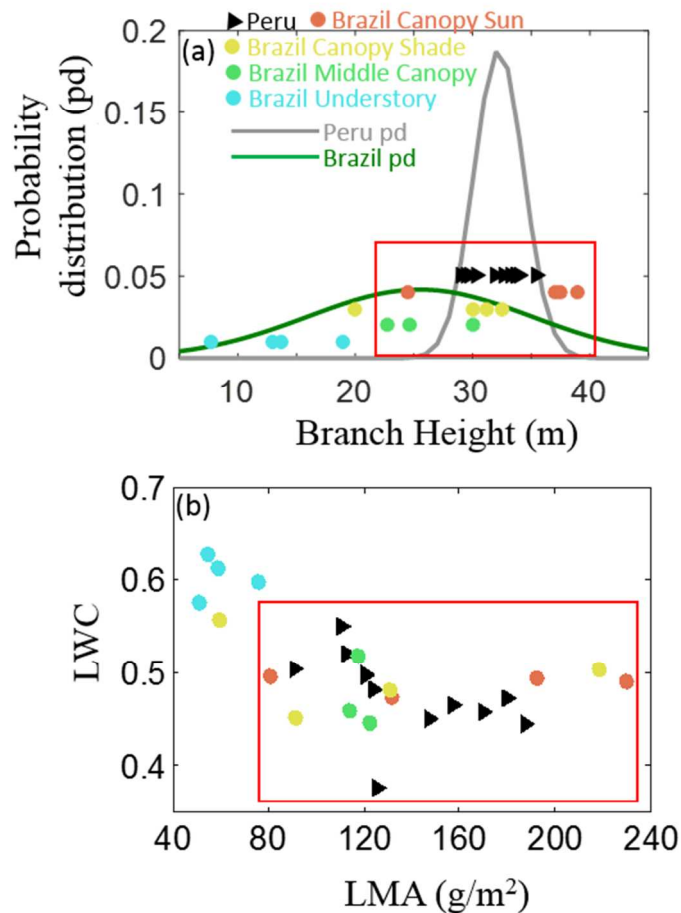 Peru Brazil Canopy Sun
Brazil Canopy Shade
Brazil Middle Canopy
Brazil Understory
Peru pd
Brazil pd
(a)
Probability
distribution (pd)
0.2
0.15
0.1
0.05
0
10 20 30 40
Branch Height (m)
(b)
LWC
0.7
0.6
0.5
0.4
40 80 120 160 200 240
LMA (g/m²)